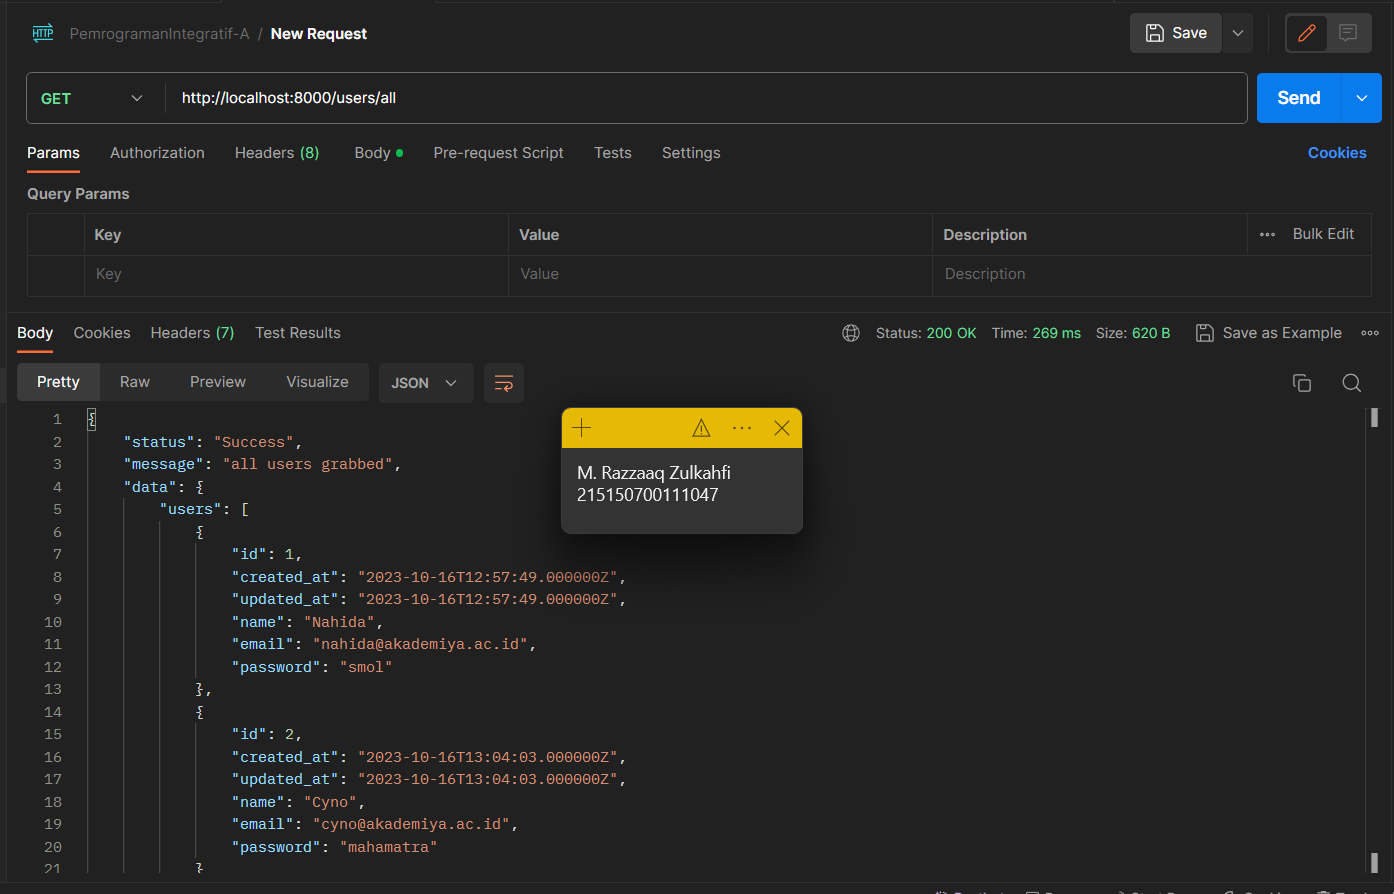 HTTP PemrogramanIntegratif-A / New Request Save
GET http://localhost:8000/users/all Send
Params Authorization Headers (8) Body Pre-request Script Tests Settings Cookies
Query Params
Key Value Description ••• Bulk Edit
Key Value Description
Body Cookies Headers (7) Test Results Status: 200 OK Time: 269 ms Size: 620 B Save as Example
Pretty Raw Preview Visualize JSON
1 {
2 "status": "Success",
3 "message": "all users grabbed",
4 "data": {
5 "users": [
6 {
7 "id": 1,
8 "created_at": "2023-10-16T12:57:49.000000Z",
9 "updated_at": "2023-10-16T12:57:49.000000Z",
10 "name": "Nahida",
11 "email": "nahida@akademiya.ac.id",
12 "password": "smol"
13 },
14 {
15 "id": 2,
16 "created_at": "2023-10-16T13:04:03.000000Z",
17 "updated_at": "2023-10-16T13:04:03.000000Z",
18 "name": "Cyno",
19 "email": "cyno@akademiya.ac.id",
20 "password": "mahamatra"
21 }
M. Razzaaq Zulkahfi
215150700111047